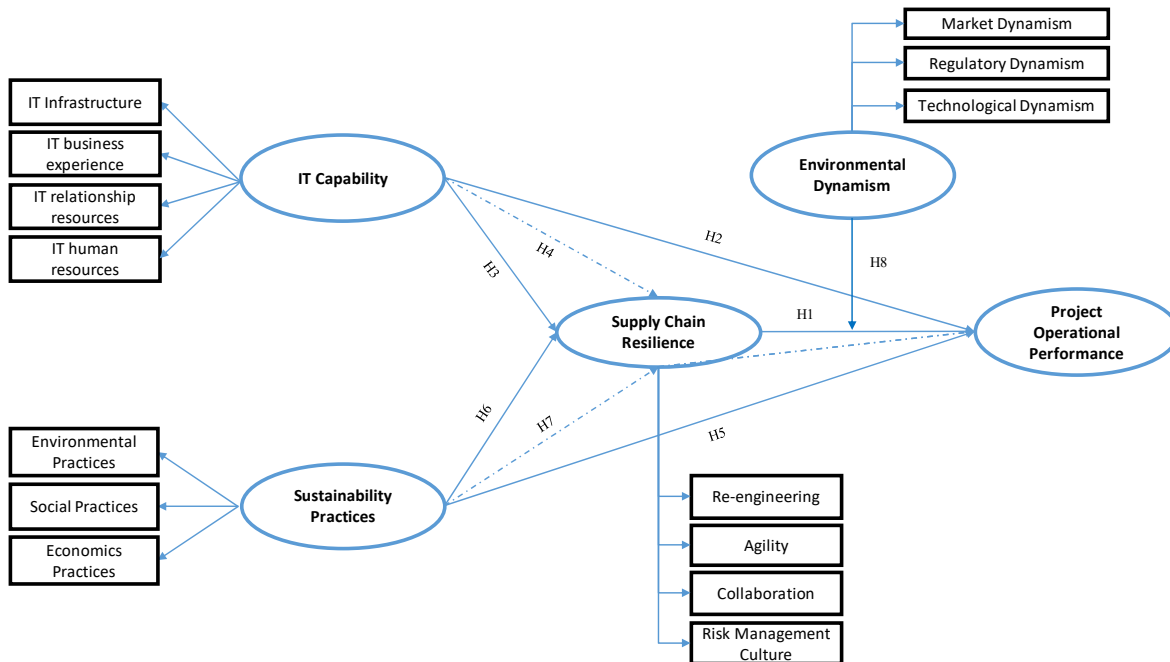 Market Dynamism
Regulatory Dynamism
Technological Dynamism
IT Infrastructure
IT business
experience
IT relationship
resources
IT human
resources
IT Capability
Environmental
Dynamism
H2
H4
H3
H8
H1
Supply Chain
Resilience
Project
Operational
Performance
H6
H7
H5
Environmental
Practices
Social Practices
Economics
Practices
Sustainability
Practices
Re-engineering
Agility
Collaboration
Risk Management
Culture